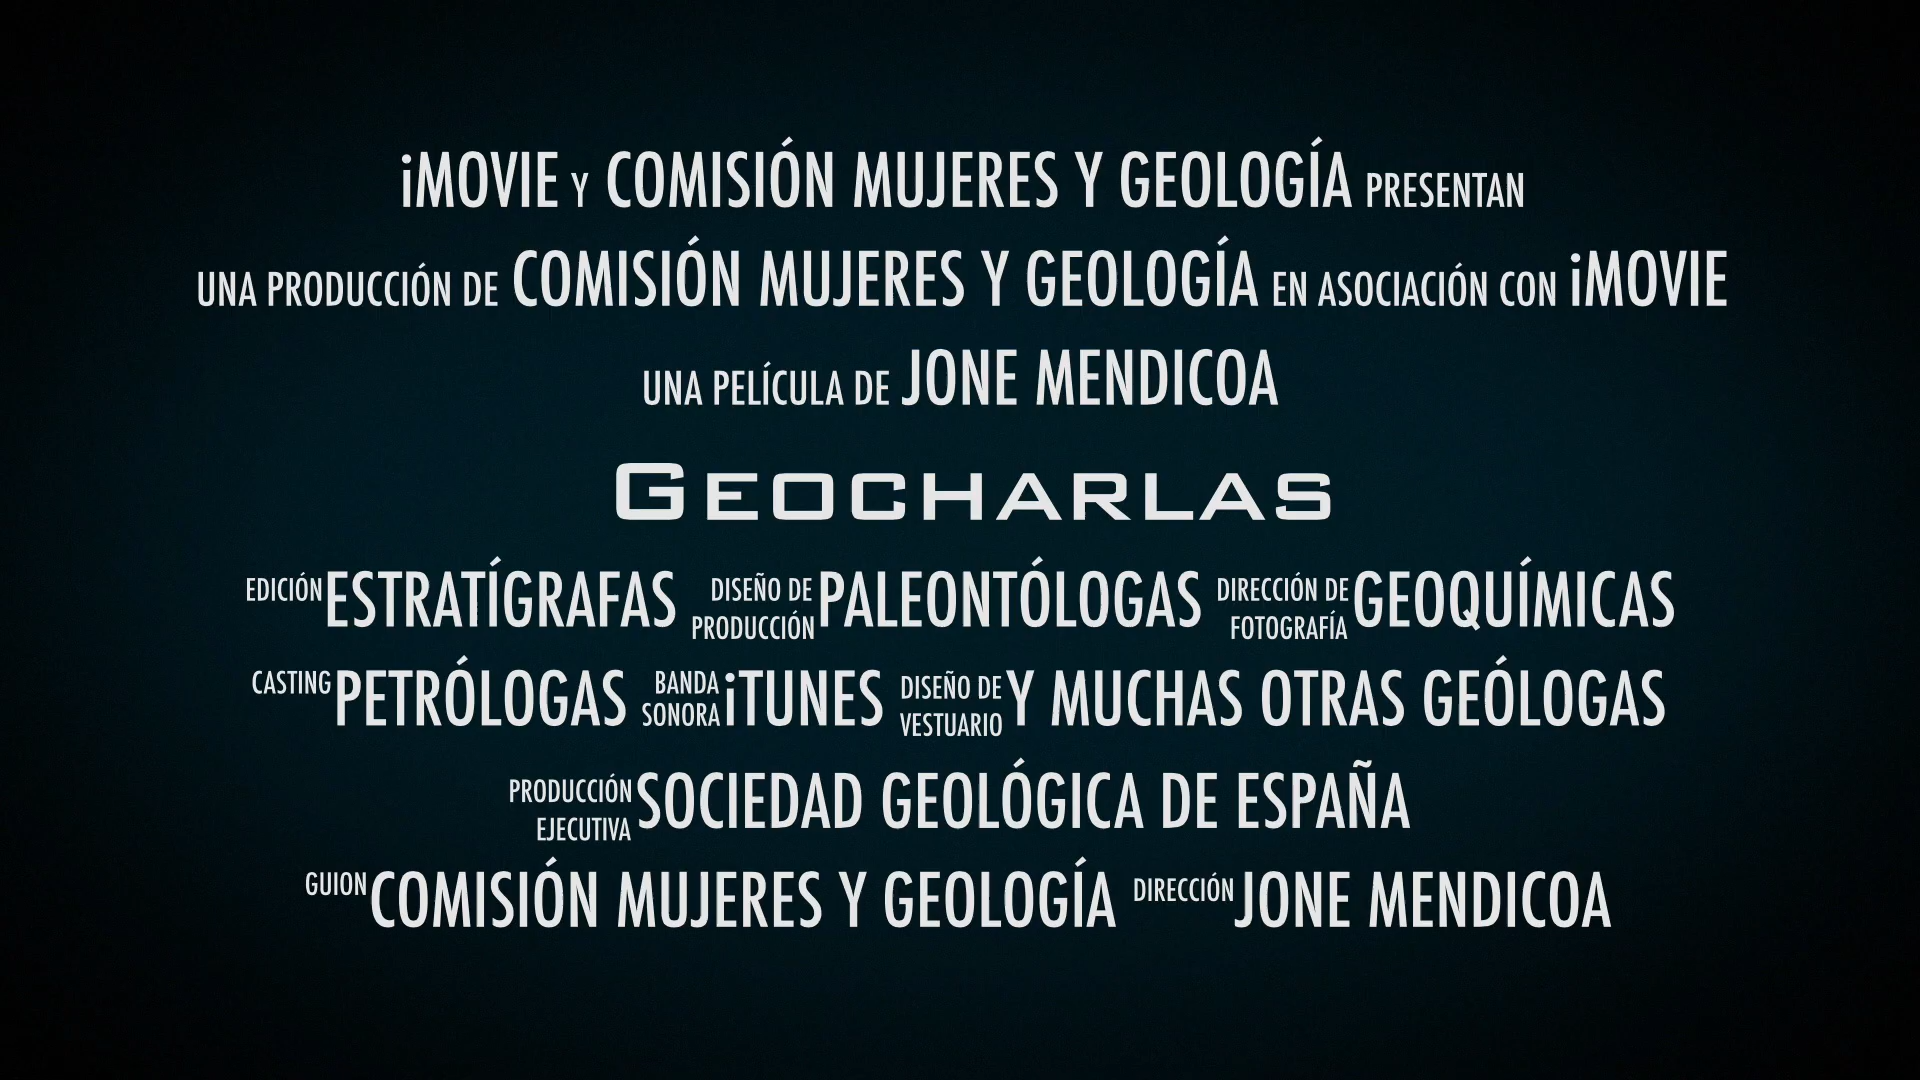 iMOVIE Y COMISIÓN MUJERES Y GEOLOGÍA PRESENTAN
UNA PRODUCCIÓN DE COMISIÓN MUJERES Y GEOLOGÍA EN ASOCIACIÓN CON iMOVIE
UNA PELÍCULA DE JONE MENDICOA
GEOCHARLAS
EDICIÓN ESTRATÍGRAFAS DISEÑO DE PRODUCCIÓN PALEONTÓLOGAS DIRECCIÓN DE FOTOGRAFÍA GEOQUÍMICAS
CASTING PETRÓLOGAS BANDA SONORA iTUNES DISEÑO DE VESTUARIO Y MUCHAS OTRAS GEÓLOGAS
PRODUCCIÓN EJECUTIVA SOCIEDAD GEOLÓGICA DE ESPAÑA
GUION COMISIÓN MUJERES Y GEOLOGÍA DIRECCIÓN JONE MENDICOA